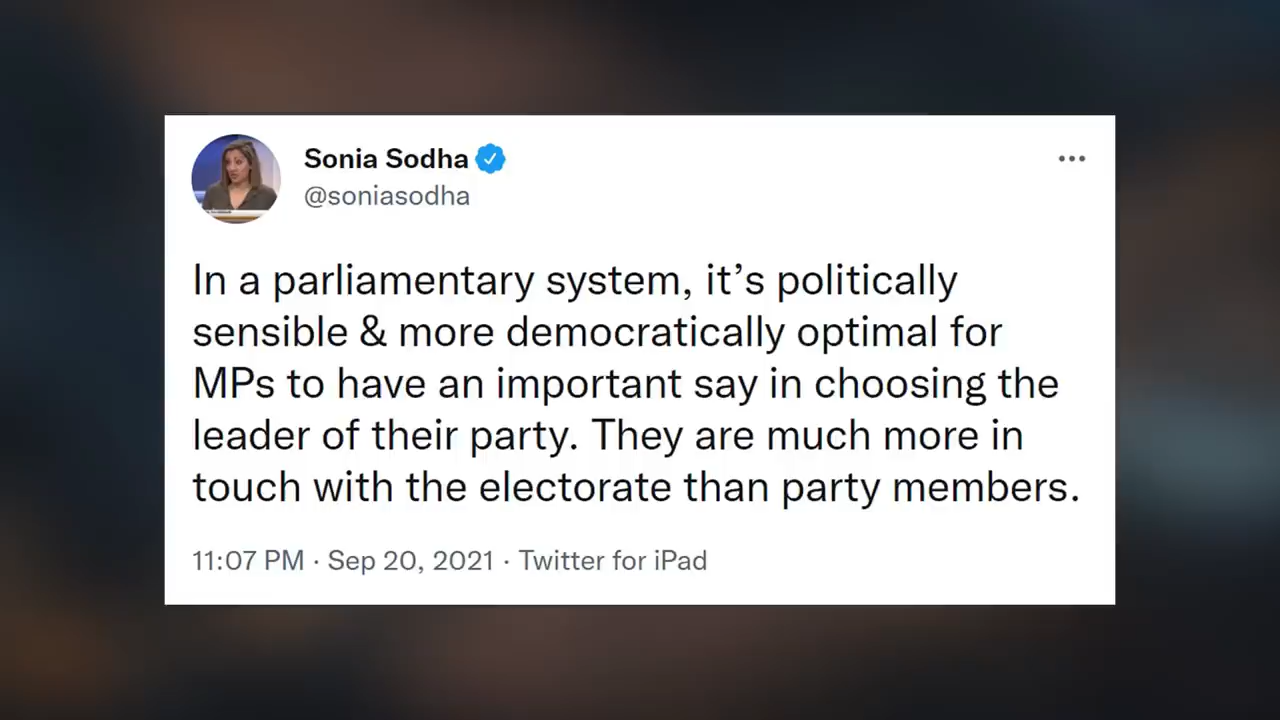 Sonia Sodha
@soniasodha
In a parliamentary system, it’s politically
sensible & more democratically optimal for
MPs to have an important say in choosing the
leader of their party. They are much more in
touch with the electorate than party members.
11:07 PM · Sep 20, 2021 · Twitter for iPad